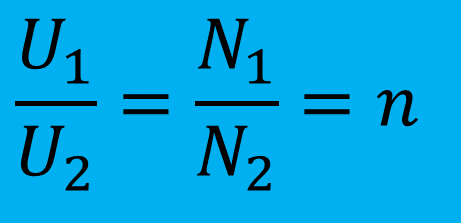 U₁/U₂ = N₁/N₂ = n